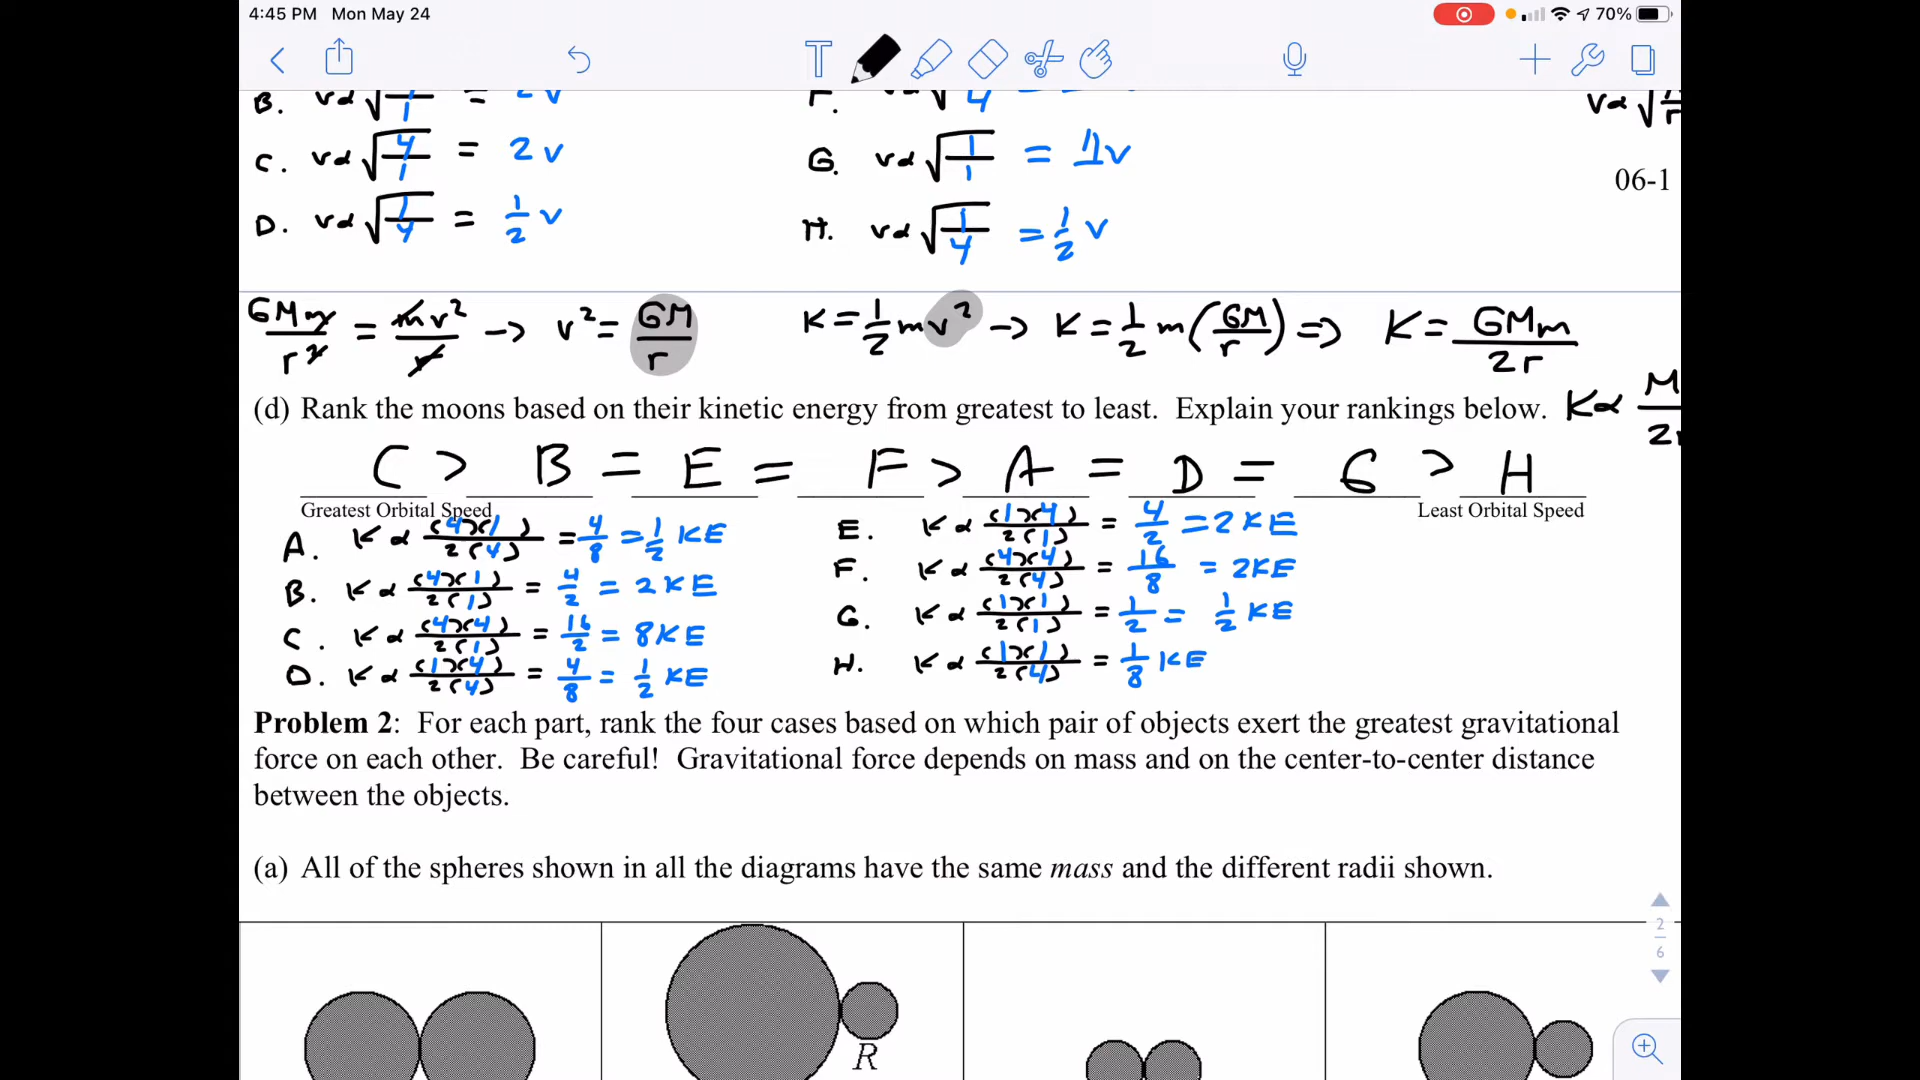 4:45 PM Mon May 24
70%
T
B. v∝√ /1 = 2v
F. v∝√ /4
v∝√ /r
C. v∝√4/1 = 2v
G. v∝√1/1 = 1v
06-1
D. v∝√1/4 = 1/2 v
H. v∝√1/4 = 1/2 v
GMm/r² = mv²/r → v² = GM/r
K = 1/2 mv² → K = 1/2 m(GM/r) ⇒ K = GMm/2r
(d) Rank the moons based on their kinetic energy from greatest to least. Explain your rankings below.
K∝ M/2r
C > B = E = F > A = D = G > H
Greatest Orbital Speed
Least Orbital Speed
A. K∝ (4)(1)/2(4) = 4/8 = 1/2 KE
E. K∝ (1)(4)/2(1) = 4/2 = 2KE
B. K∝ (4)(1)/2(1) = 4/2 = 2KE
F. K∝ (4)(4)/2(4) = 16/8 = 2KE
C. K∝ (4)(4)/2(1) = 16/2 = 8KE
G. K∝ (1)(1)/2(1) = 1/2 = 1/2 KE
D. K∝ (1)(4)/2(4) = 4/8 = 1/2 KE
H. K∝ (1)(1)/2(4) = 1/8 KE
Problem 2: For each part, rank the four cases based on which pair of objects exert the greatest gravitational
force on each other. Be careful! Gravitational force depends on mass and on the center-to-center distance
between the objects.
(a) All of the spheres shown in all the diagrams have the same mass and the different radii shown.
2
6
R